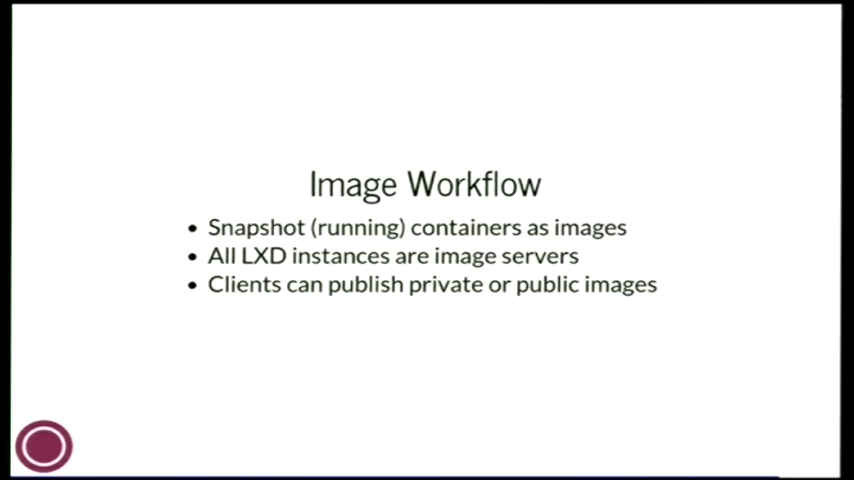 Image Workflow
• Snapshot (running) containers as images
• All LXD instances are image servers
• Clients can publish private or public images